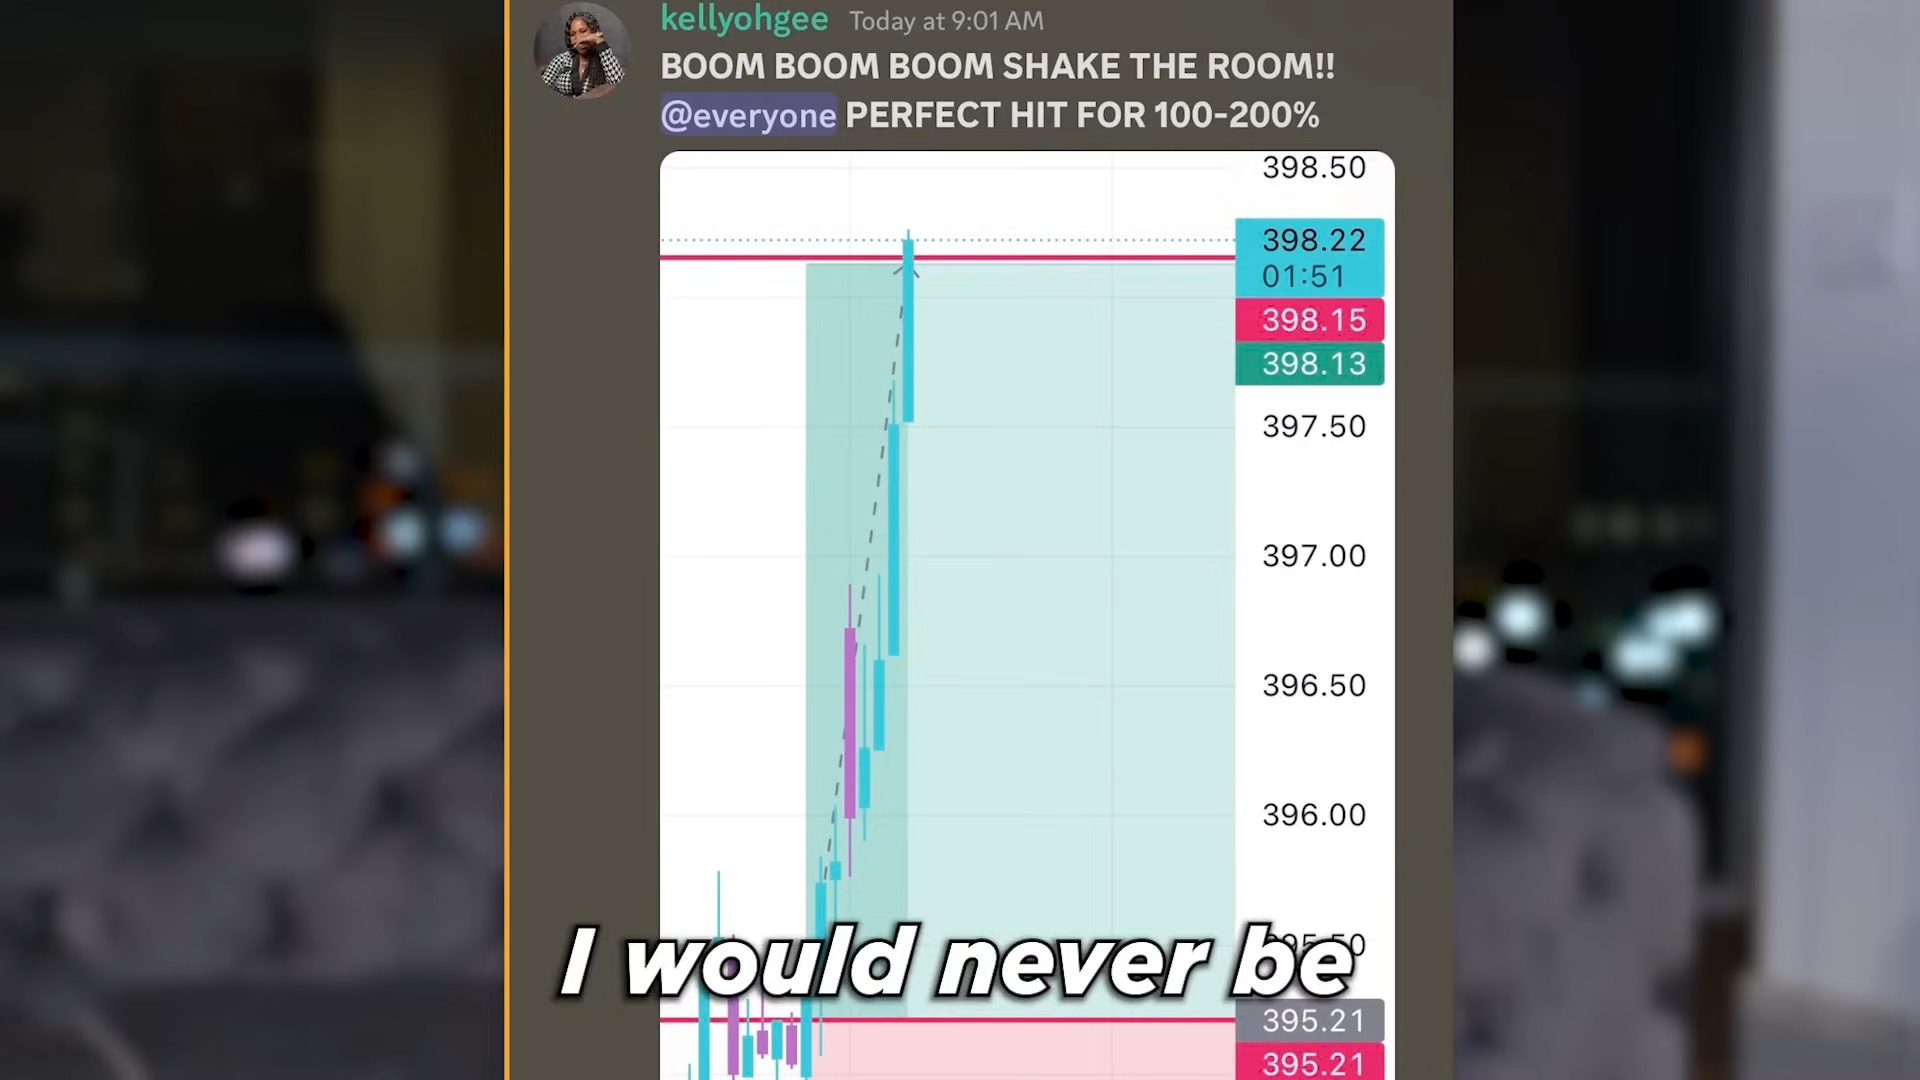 kellyohgee Today at 9:01 AM
BOOM BOOM BOOM SHAKE THE ROOM!!
@everyone PERFECT HIT FOR 100-200%
398.50
398.22
01:51
398.15
398.13
397.50
397.00
396.50
396.00
I would never be
395.21
395.21